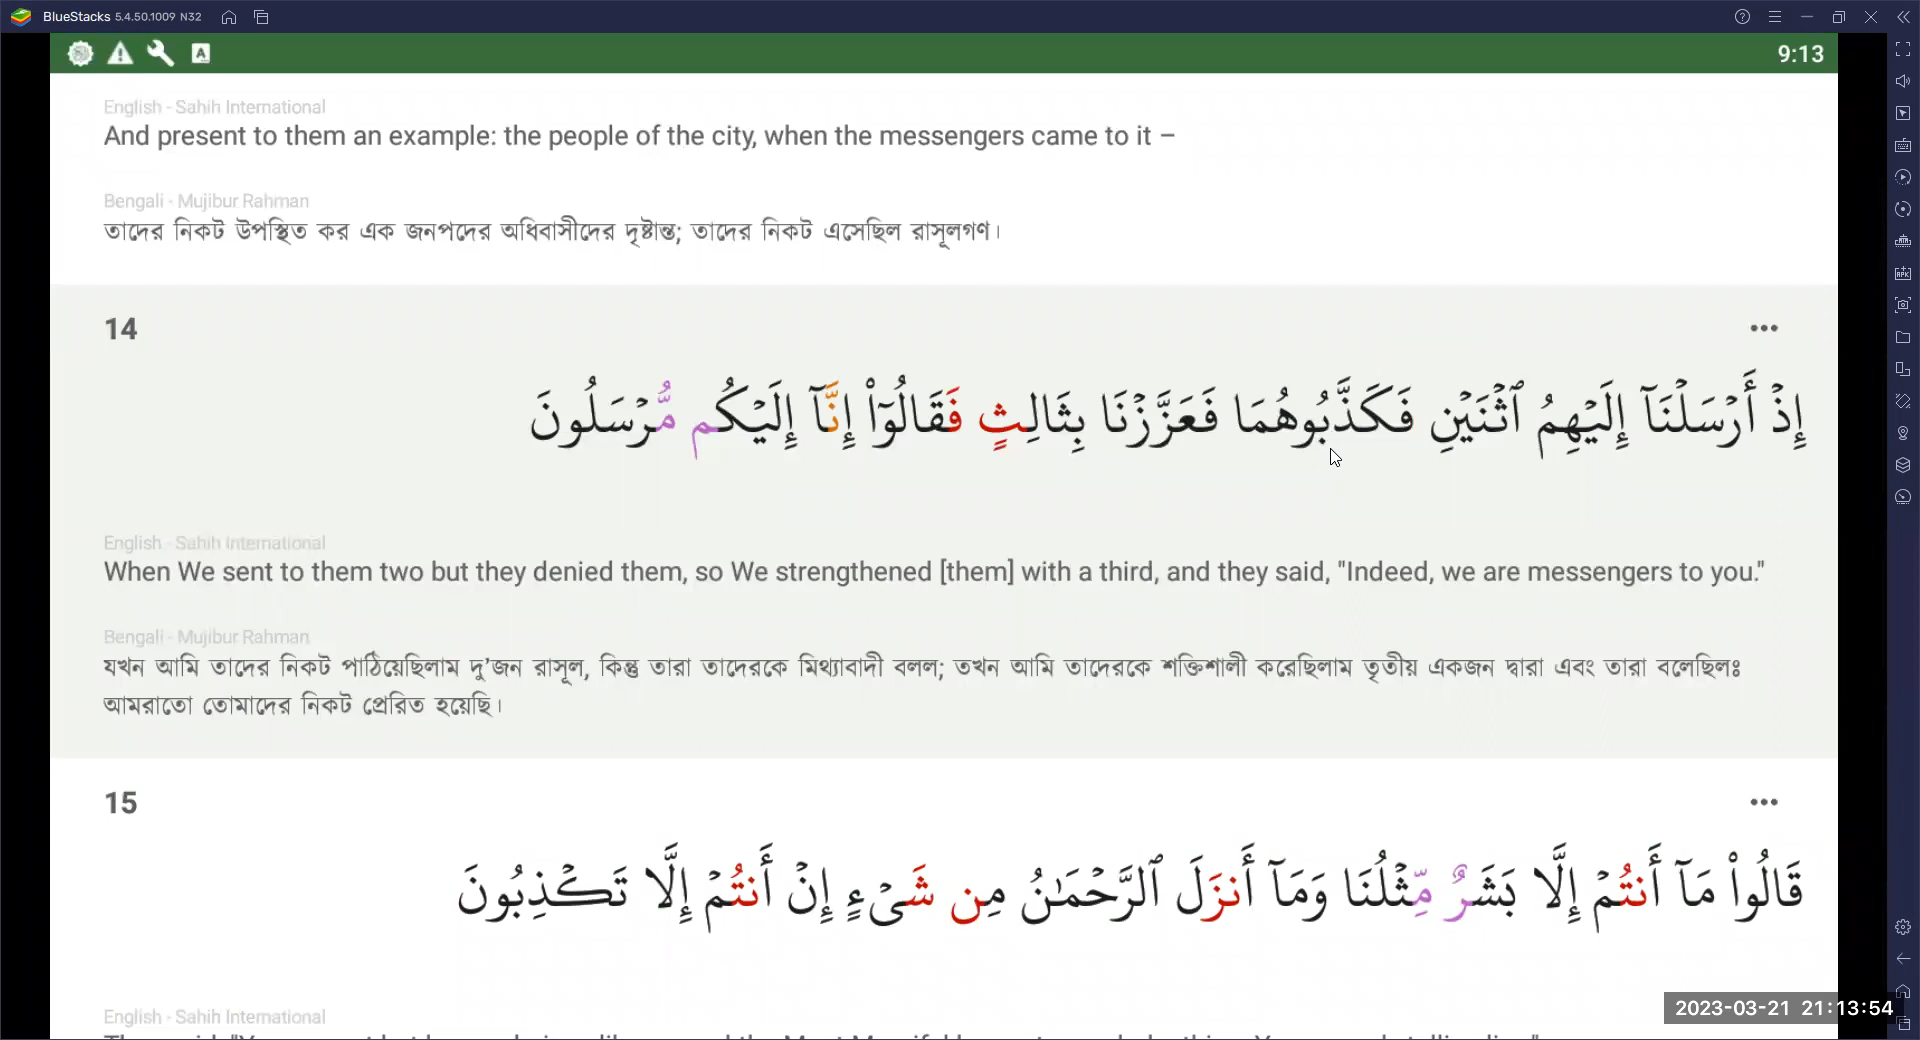 BlueStacks 5.4.50.1009 N32
9:13
English - Sahih International
And present to them an example: the people of the city, when the messengers came to it –
Bengali - Mujibur Rahman
তাদের নিকট উপস্থিত কর এক জনপদের অধিবাসীদের দৃষ্টান্ত; তাদের নিকট এসেছিল রাসূলগণ।
14
إِذْ أَرْسَلْنَآ إِلَيْهِمُ ٱثْنَيْنِ فَكَذَّبُوهُمَا فَعَزَّزْنَا بِثَالِثٍ فَقَالُوٓا۟ إِنَّآ إِلَيْكُم مُّرْسَلُونَ
English - Sahih International
When We sent to them two but they denied them, so We strengthened [them] with a third, and they said, "Indeed, we are messengers to you."
Bengali - Mujibur Rahman
যখন আমি তাদের নিকট পাঠিয়েছিলাম দু’জন রাসূল, কিন্তু তারা তাদেরকে মিথ্যাবাদী বলল; তখন আমি তাদেরকে শক্তিশালী করেছিলাম তৃতীয় একজন দ্বারা এবং তারা বলেছিলঃ
আমরাতো তোমাদের নিকট প্রেরিত হয়েছি।
15
قَالُوا۟ مَآ أَنتُمْ إِلَّا بَشَرٌ مِّثْلُنَا وَمَآ أَنزَلَ ٱلرَّحْمَـٰنُ مِن شَىْءٍ إِنْ أَنتُمْ إِلَّا تَكْذِبُونَ
English - Sahih International
2023-03-21 21:13:54